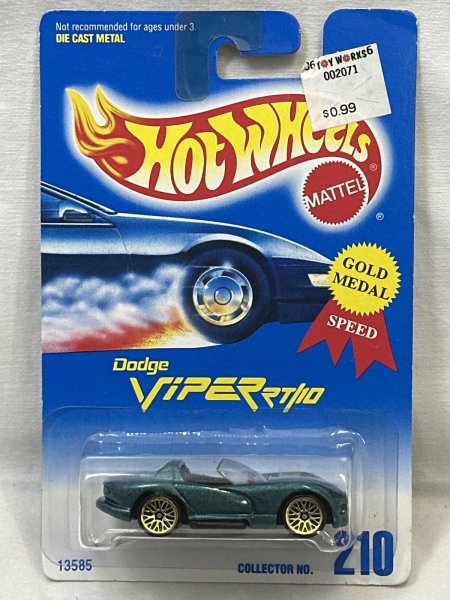 Not recommended for ages under 3.
DIE CAST METAL
TOY WORKS
002071
$0.99
HOT WHEELS
®
MATTEL
®
GOLD
MEDAL
SPEED
Dodge
VIPER RT/10
13585
COLLECTOR NO. 210